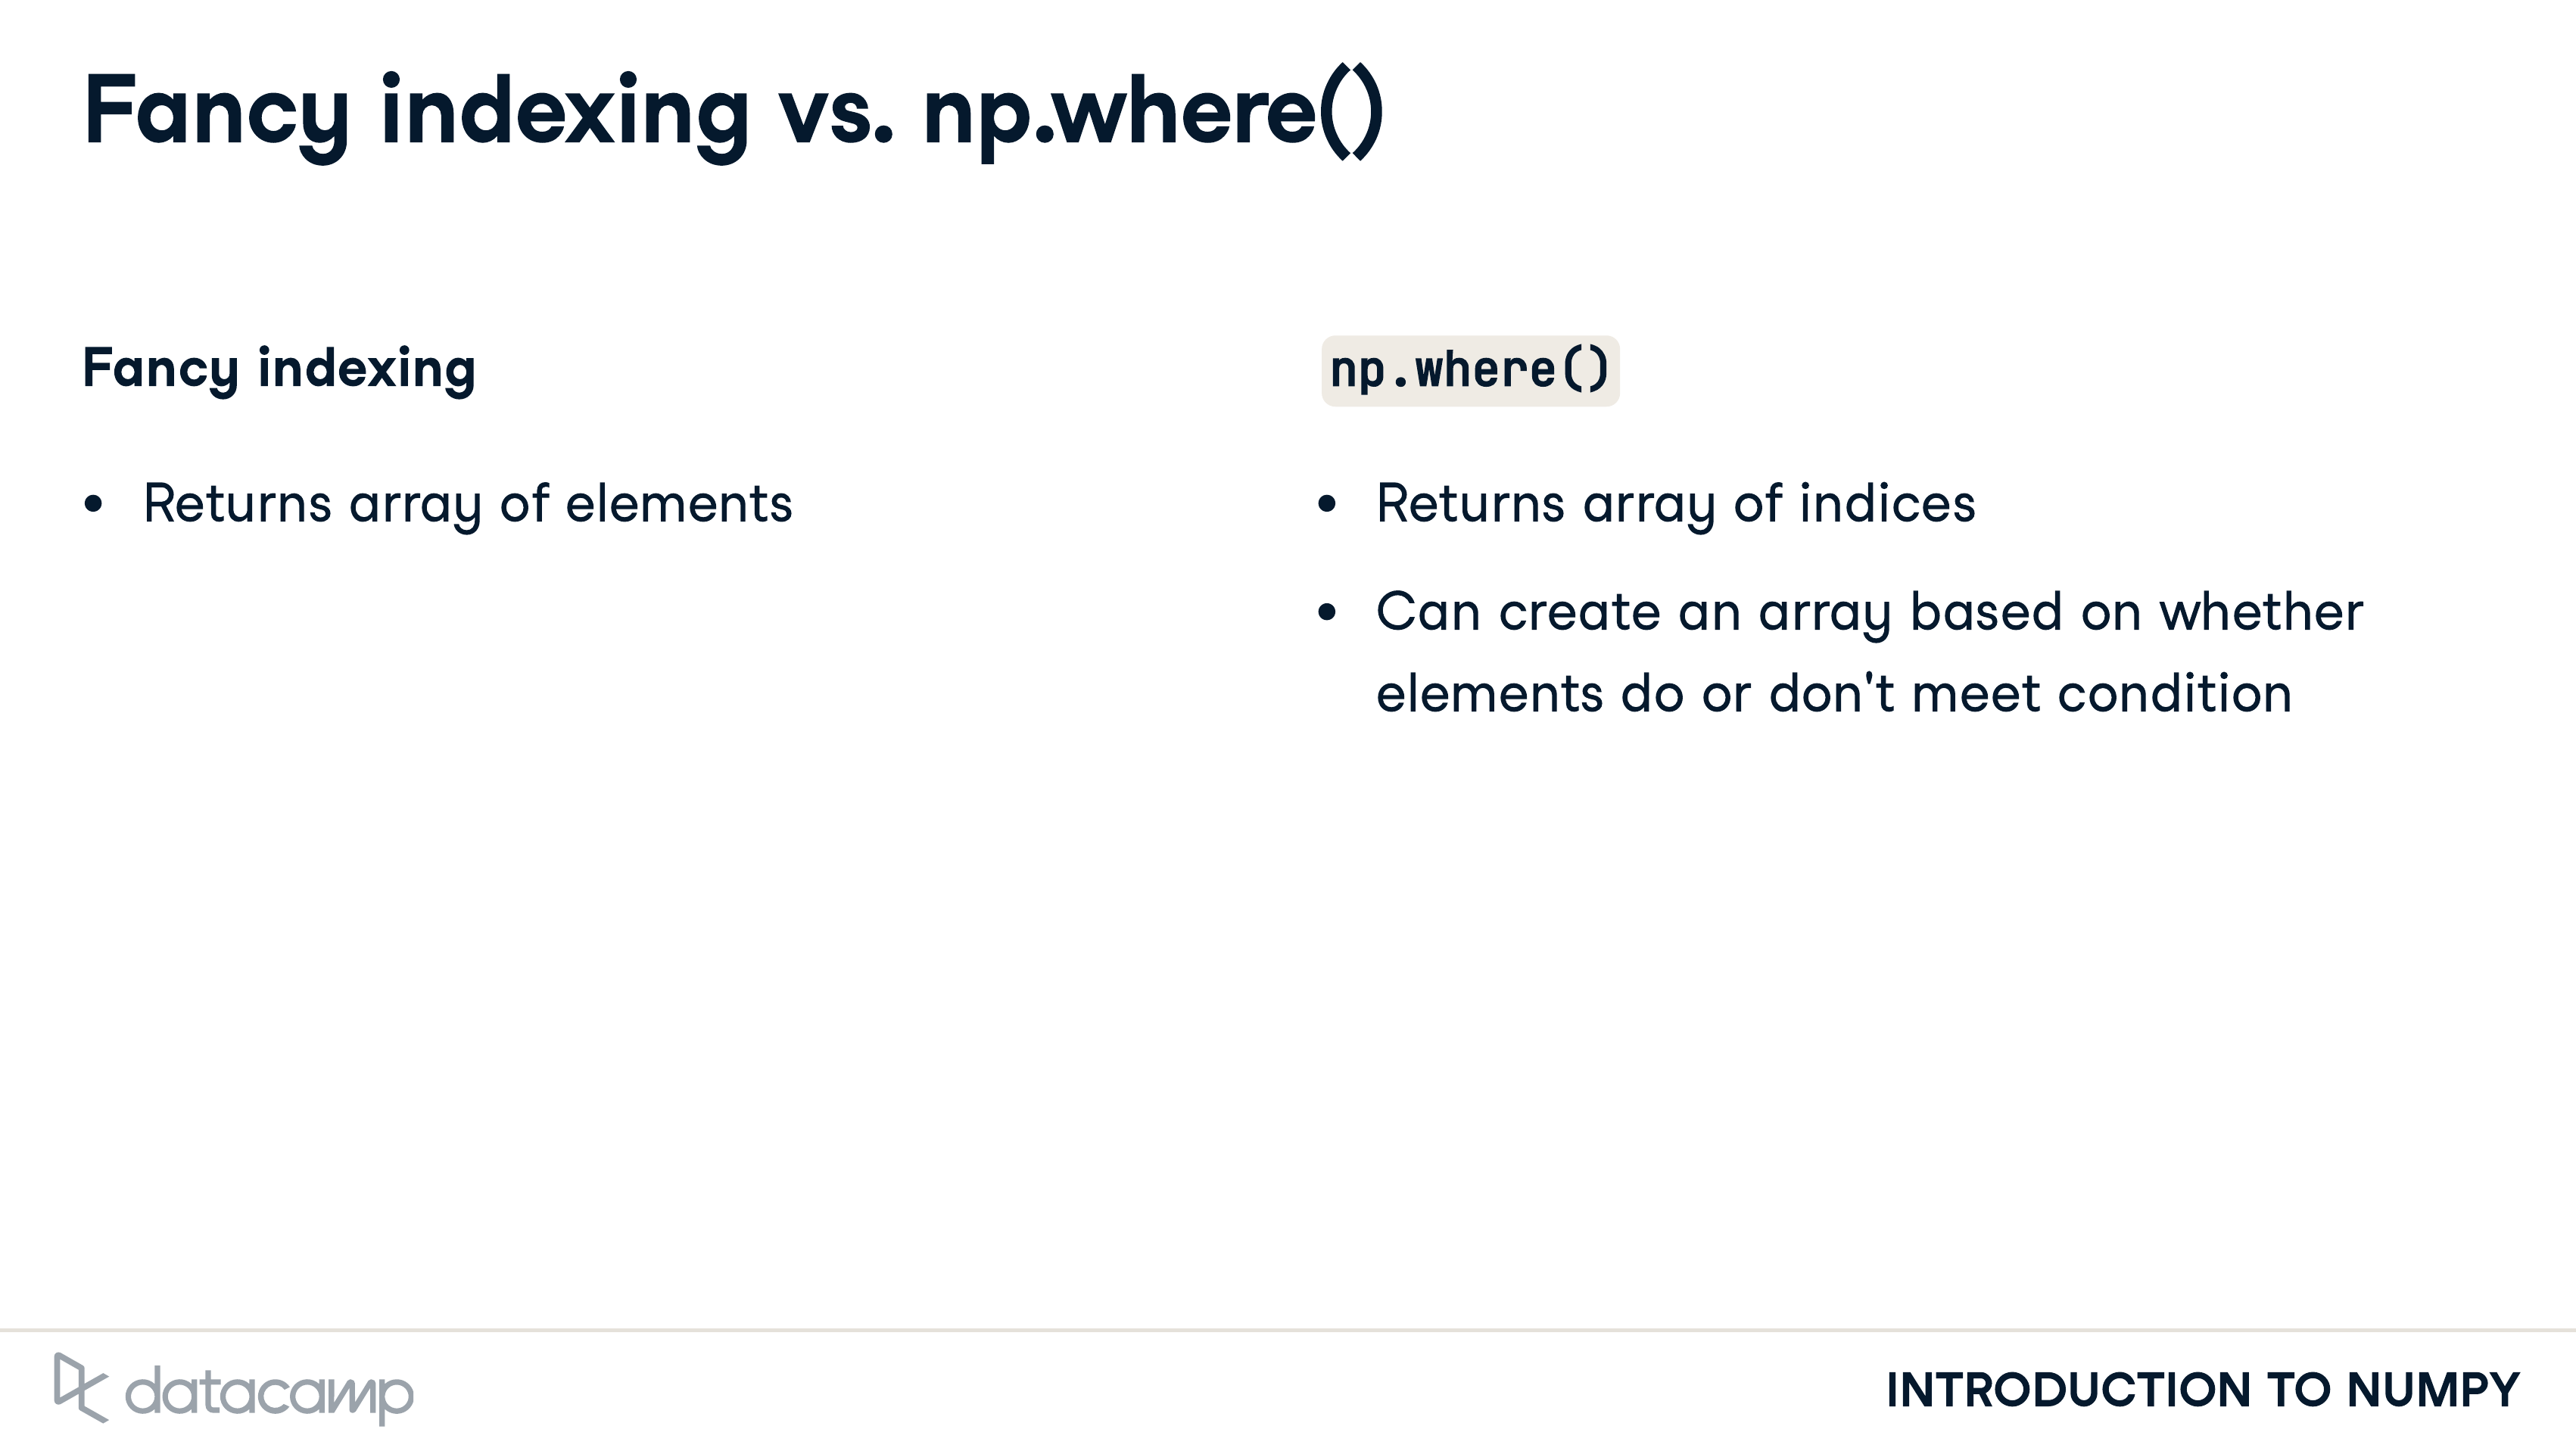 Fancy indexing vs. np.where()
Fancy indexing
• Returns array of elements
np.where()
• Returns array of indices
• Can create an array based on whether
elements do or don't meet condition
datacamp
INTRODUCTION TO NUMPY